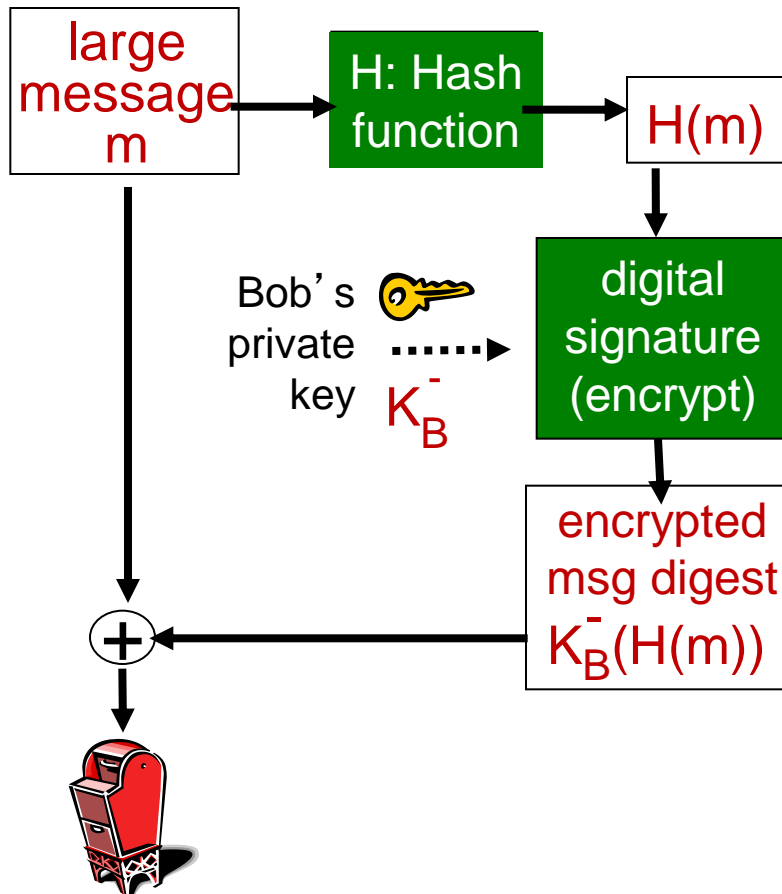 large
message
m
H: Hash
function
H(m)
Bob's
private
key
K_B^-
digital
signature
(encrypt)
encrypted
msg digest
K_B^-(H(m))
+